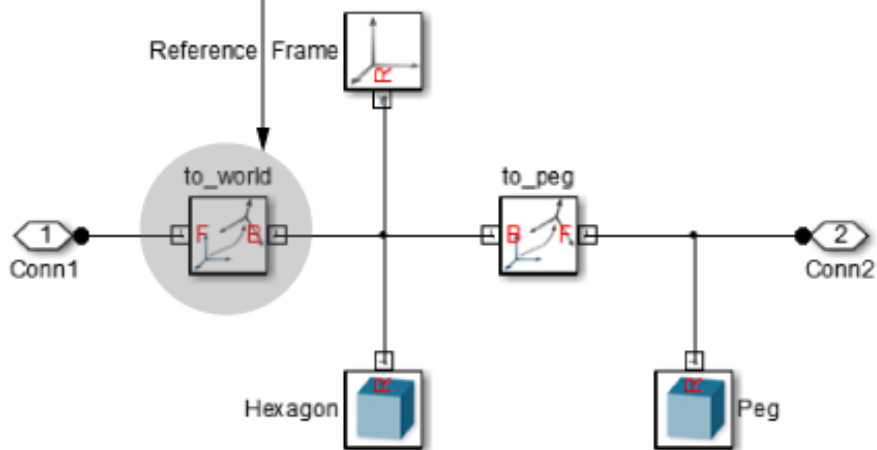 Reference Frame
R
to_world
to_peg
1
F
B
B
F
2
Conn1
Conn2
R
R
Hexagon
Peg